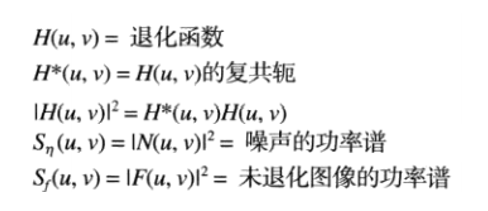 H(u, v) = 退化函数
H*(u, v) = H(u, v)的复共轭
|H(u, v)|² = H*(u, v)H(u, v)
Sη(u, v) = |N(u, v)|² = 噪声的功率谱
Sf(u, v) = |F(u, v)|² = 未退化图像的功率谱